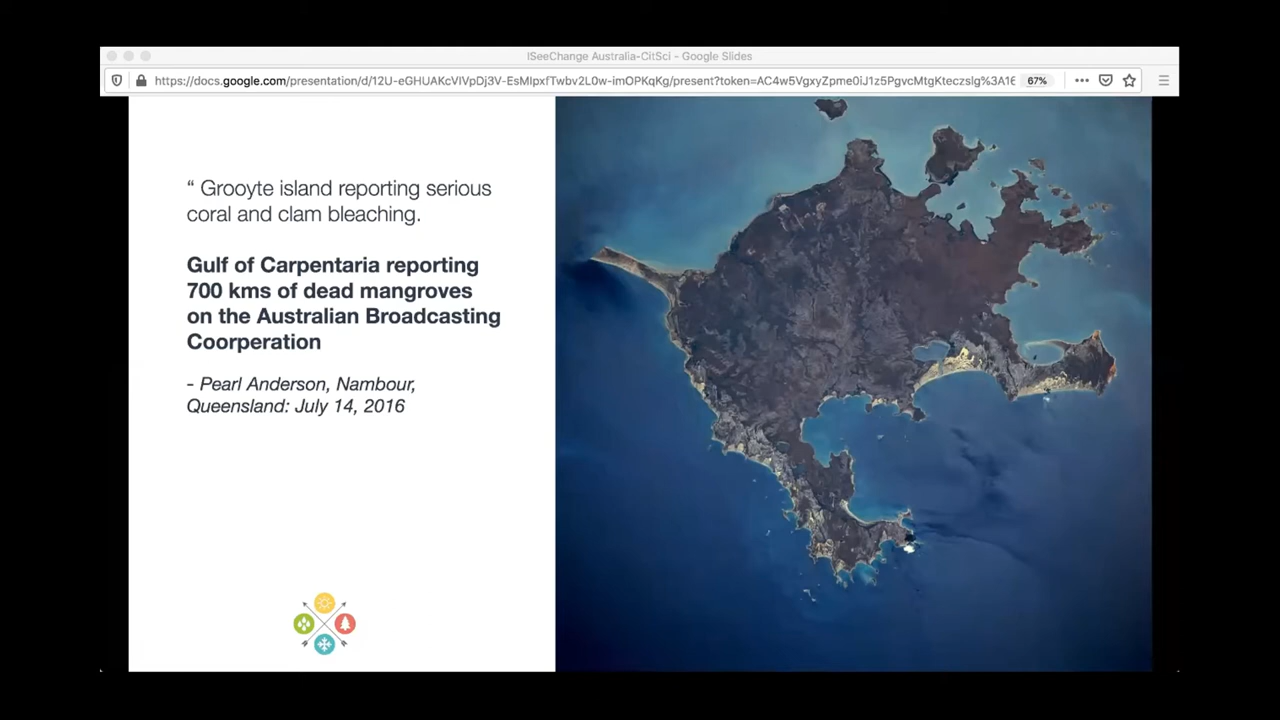 iSeeChange Australia-CitSci - Google Slides
https://docs.google.com/presentation/d/12U-eGHUAKcVIVpDj3V-EsMIpxfTwbv2L0w-imOPKqKg/present?token=AC4w5VgxyZpme0iJ1z5PgvcMtgKteczsIg%3A16
67%
“ Grooyte island reporting serious
coral and clam bleaching.
Gulf of Carpentaria reporting
700 kms of dead mangroves
on the Australian Broadcasting
Coorperation
- Pearl Anderson, Nambour,
Queensland: July 14, 2016